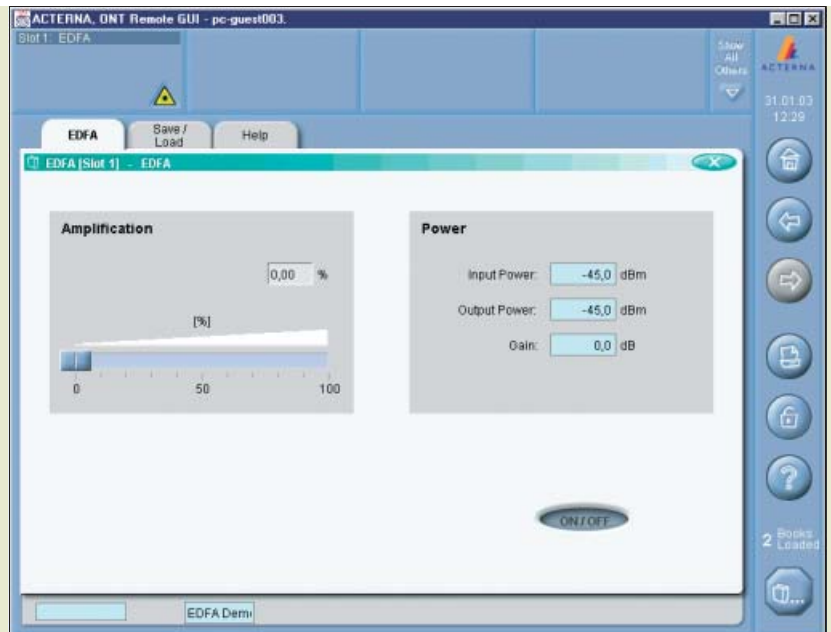 ACTERNA, ONT Remote GUI - pc-guest003.
Slot 1: EDFA
Show
All
Others
ACTERNA
31.01.03
12:29
EDFA
Save /
Load
Help
EDFA [Slot 1] - EDFA
Amplification
0,00 %
[%]
0 50 100
Power
Input Power: -45,0 dBm
Output Power: -45,0 dBm
Gain: 0,0 dB
ON / OFF
2 Books
Loaded
EDFA Dem